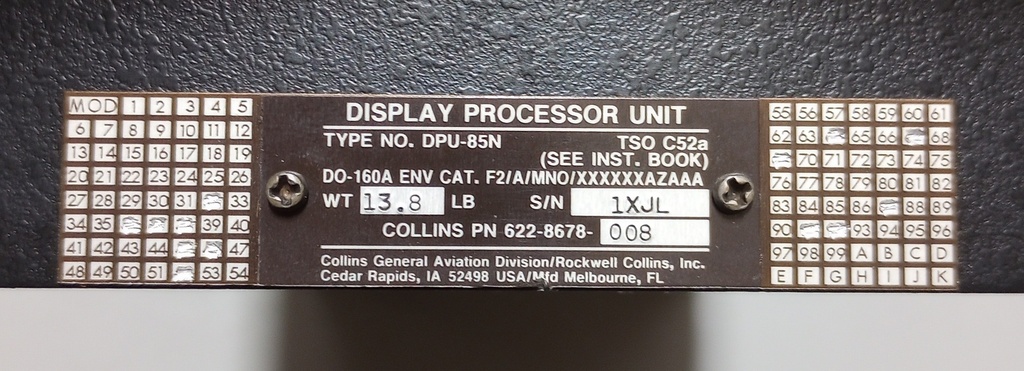 MOD 1 2 3 4 5
6 7 8 9 10 11 12
13 14 15 16 17 18 19
20 21 22 23 24 25 26
27 28 29 30 31 33
34 35 39 40
41 42 43 44 47
48 49 50 51 53 54
DISPLAY PROCESSOR UNIT
TYPE NO. DPU-85N TSO C52a
(SEE INST. BOOK)
DO-160A ENV CAT. F2/A/MNO/XXXXXXAZAAA
WT 13.8 LB S/N 1XJL
COLLINS PN 622-8678- 008
Collins General Aviation Division/Rockwell Collins, Inc.
Cedar Rapids, IA 52498 USA/Mfd Melbourne, FL
55 56 57 58 59 60 61
62 63 65 66 68
70 71 72 73 74 75
76 77 78 79 80 81 82
83 84 85 86 88 89
90 93 94 95 96
97 98 99 A B C D
E F G H I J K